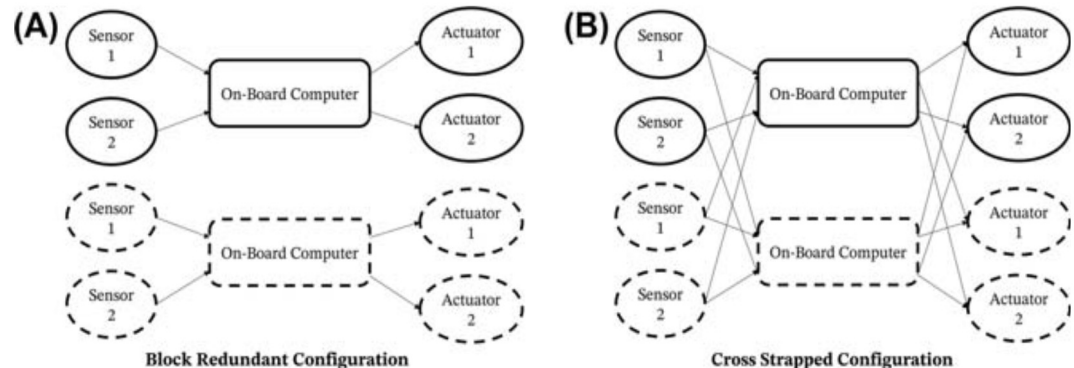 (A)
Sensor
1
On-Board Computer
Actuator
1
Sensor
2
Actuator
2
Sensor
1
On-Board Computer
Actuator
1
Sensor
2
Actuator
2
Block Redundant Configuration
(B)
Sensor
1
On-Board Computer
Actuator
1
Sensor
2
Actuator
2
Sensor
1
On-Board Computer
Actuator
1
Sensor
2
Actuator
2
Cross Strapped Configuration